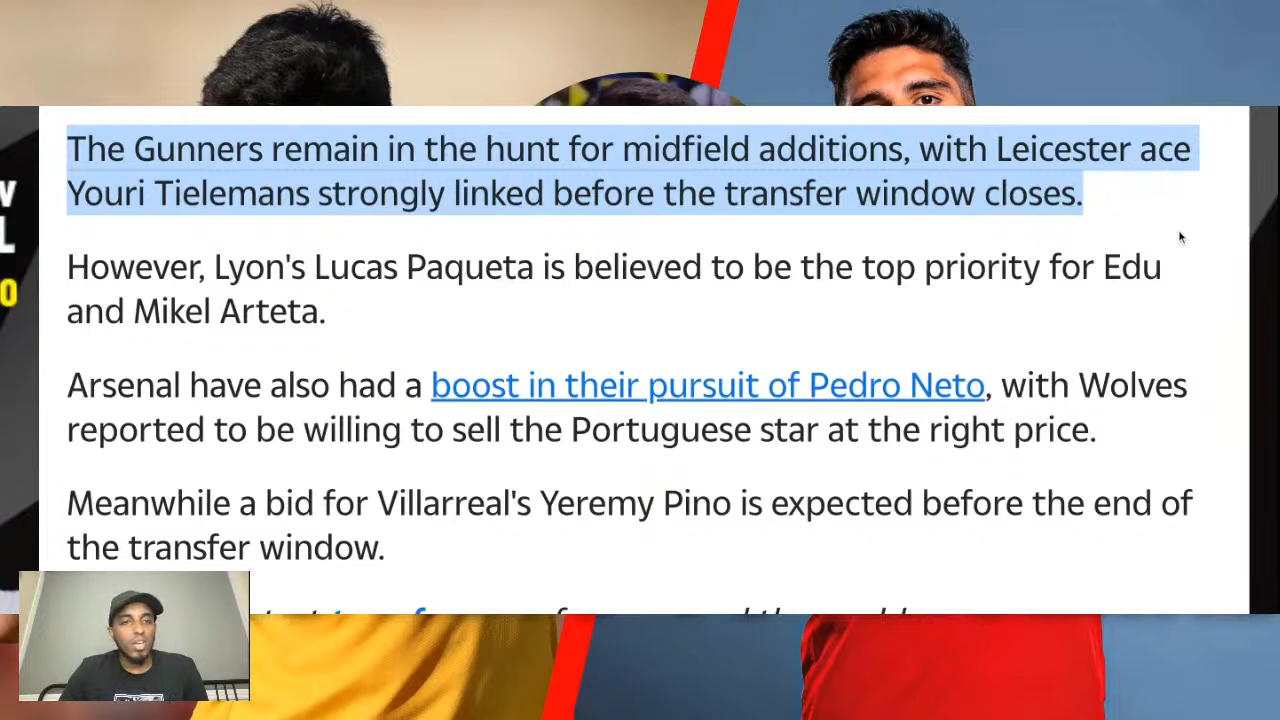 The Gunners remain in the hunt for midfield additions, with Leicester ace
Youri Tielemans strongly linked before the transfer window closes.
However, Lyon's Lucas Paqueta is believed to be the top priority for Edu
and Mikel Arteta.
Arsenal have also had a boost in their pursuit of Pedro Neto, with Wolves
reported to be willing to sell the Portuguese star at the right price.
Meanwhile a bid for Villarreal's Yeremy Pino is expected before the end of
the transfer window.